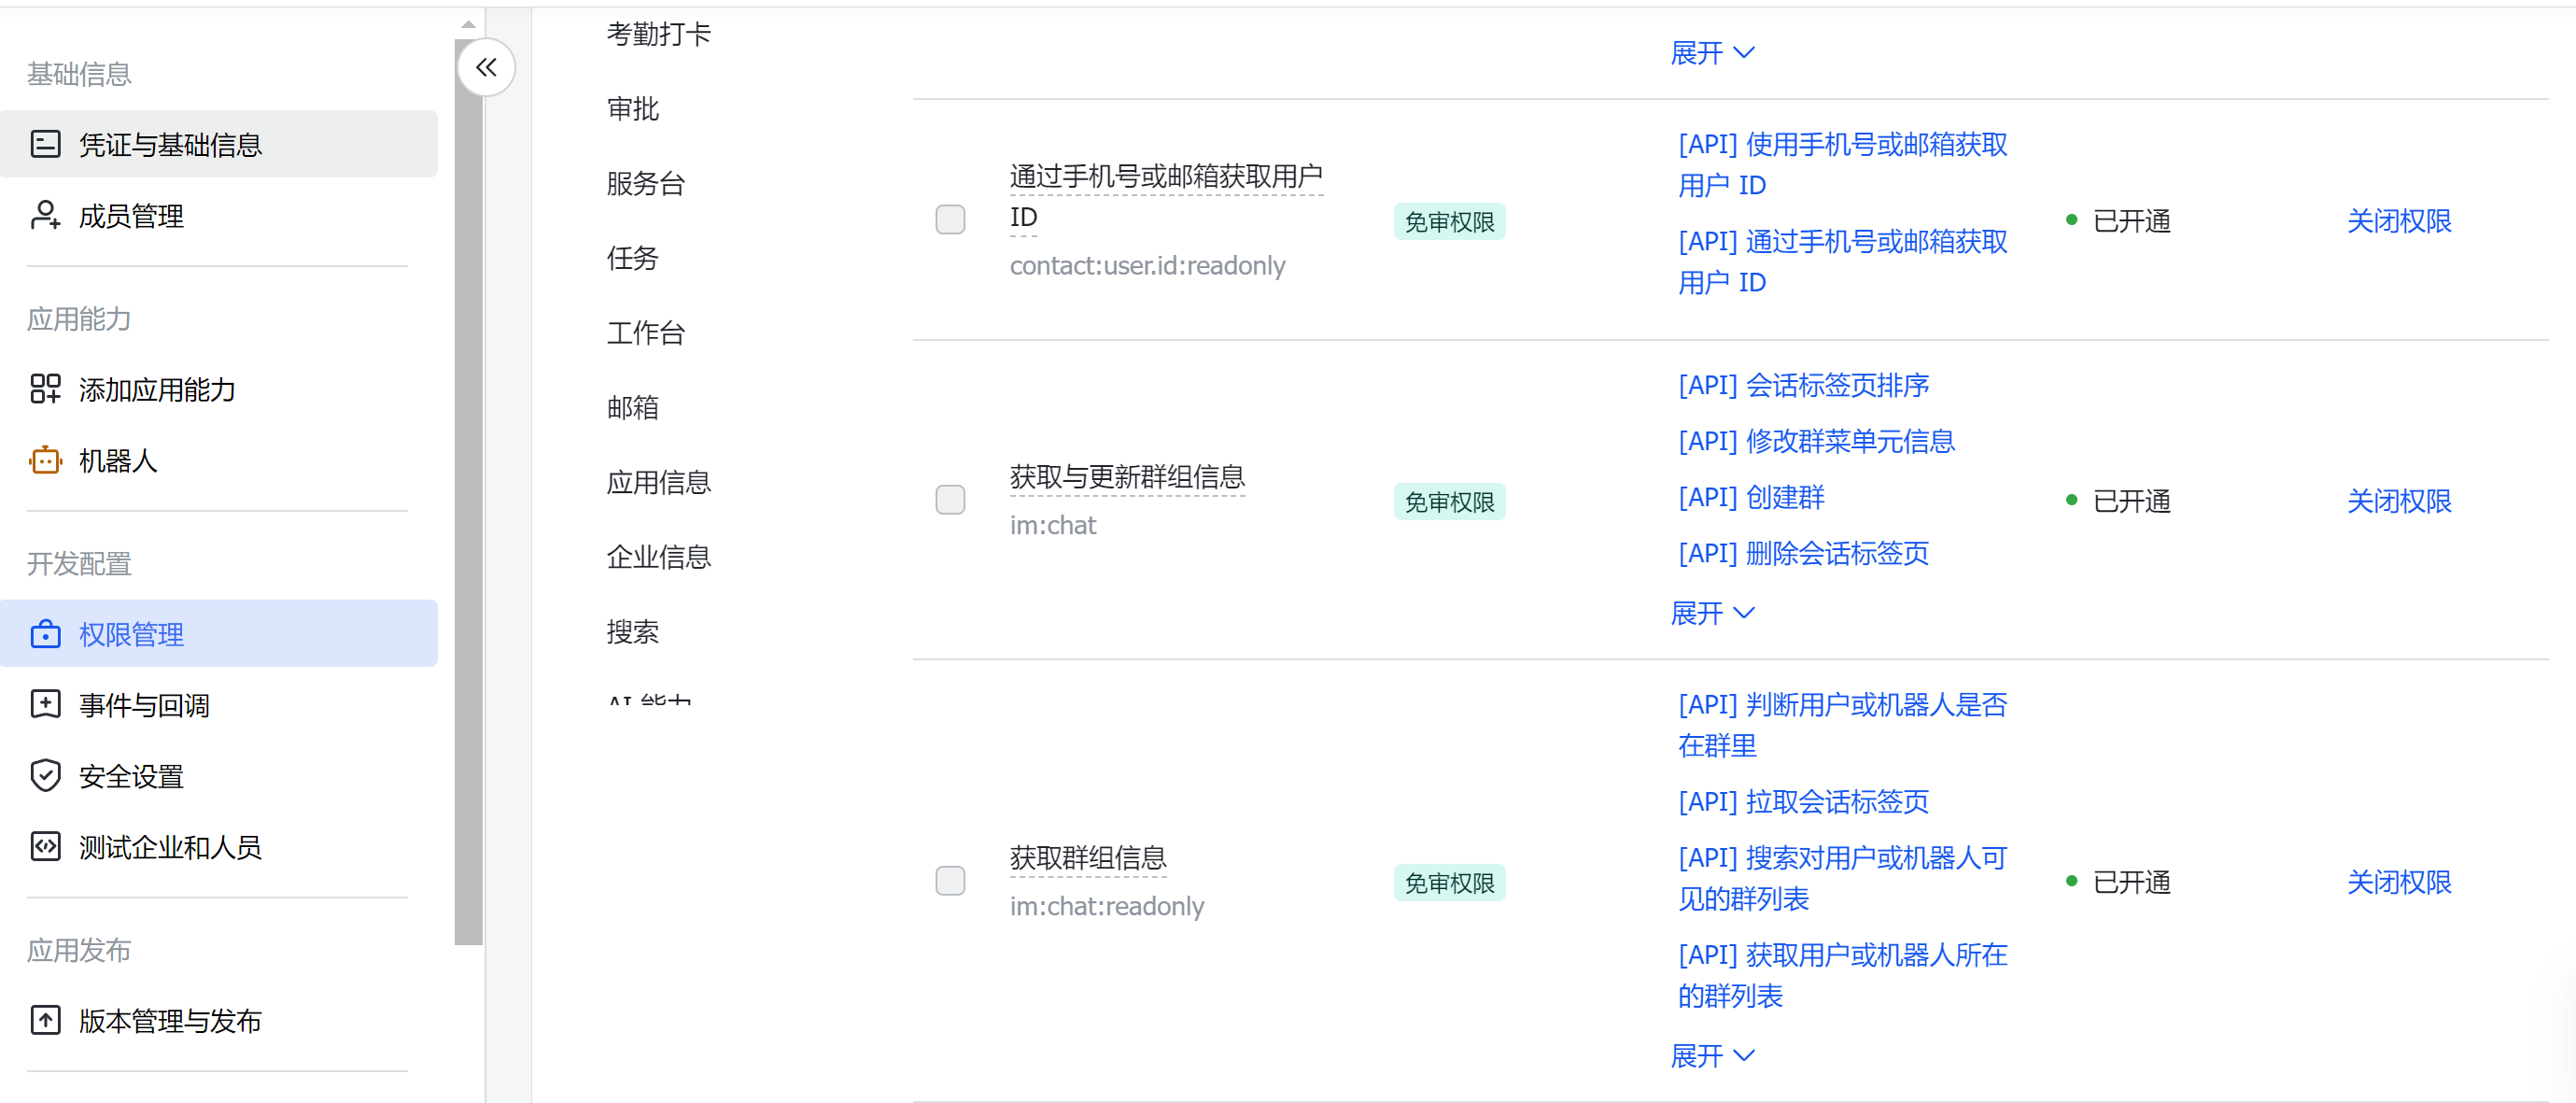 基础信息
凭证与基础信息
成员管理
应用能力
添加应用能力
机器人
开发配置
权限管理
事件与回调
安全设置
测试企业和人员
应用发布
版本管理与发布
考勤打卡
审批
服务台
任务
工作台
邮箱
应用信息
企业信息
搜索
AI 能力
展开
通过手机号或邮箱获取用户
ID
contact:user.id:readonly
免审权限
[API] 使用手机号或邮箱获取
用户 ID
[API] 通过手机号或邮箱获取
用户 ID
已开通
关闭权限
获取与更新群组信息
im:chat
免审权限
[API] 会话标签页排序
[API] 修改群菜单元信息
[API] 创建群
[API] 删除会话标签页
展开
已开通
关闭权限
获取群组信息
im:chat:readonly
免审权限
[API] 判断用户或机器人是否
在群里
[API] 拉取会话标签页
[API] 搜索对用户或机器人可
见的群列表
[API] 获取用户或机器人所在
的群列表
展开
已开通
关闭权限